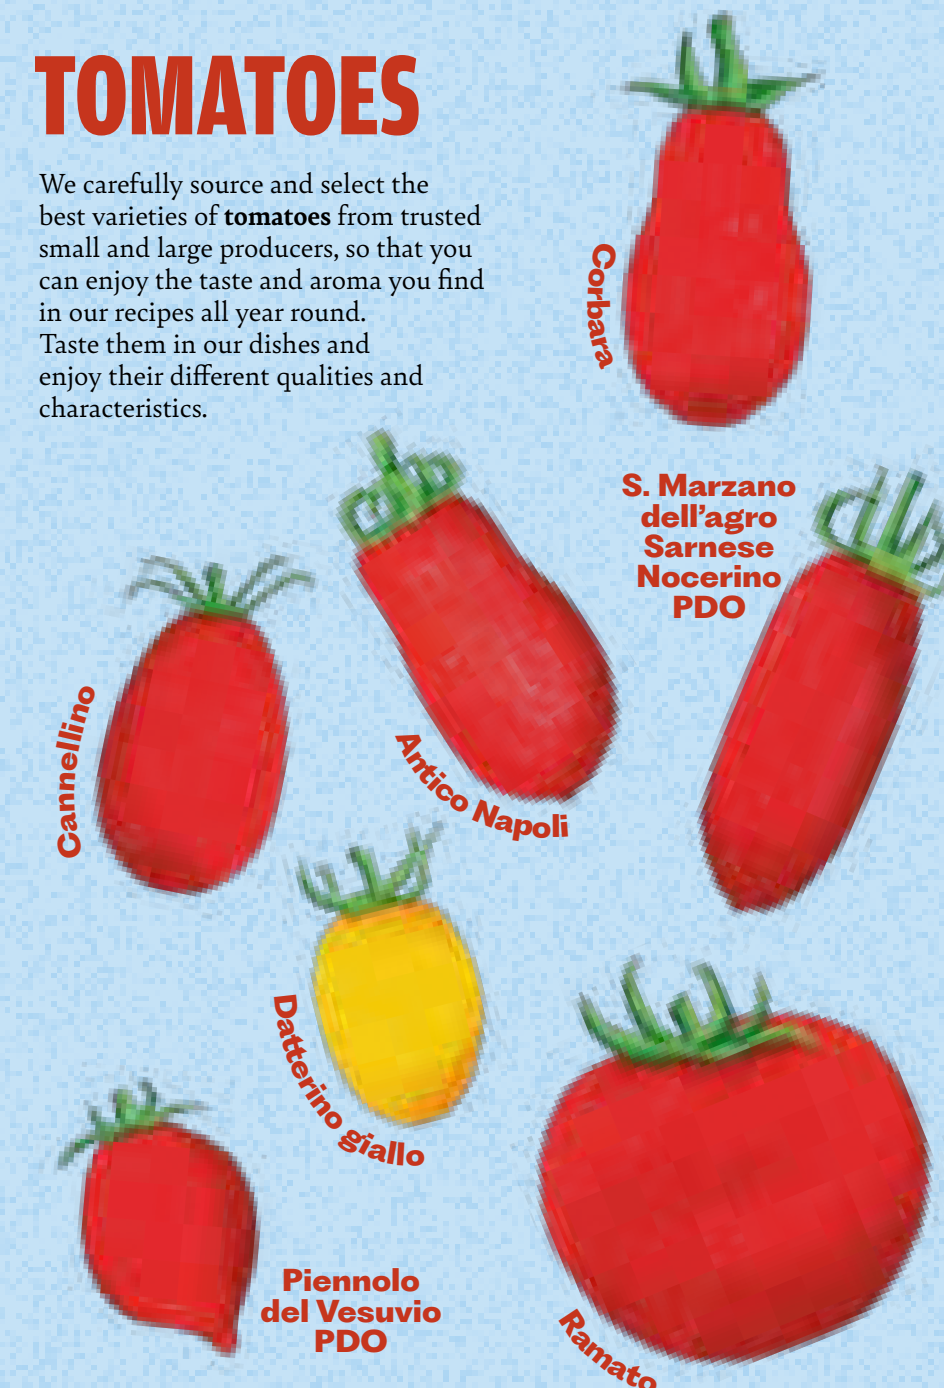 TOMATOES
We carefully source and select the
best varieties of tomatoes from trusted
small and large producers, so that you
can enjoy the taste and aroma you find
in our recipes all year round.
Taste them in our dishes and
enjoy their different qualities and
characteristics.
Corbara
S. Marzano
dell’agro
Sarnese
Nocerino
PDO
Cannellino
Antico Napoli
Datterino giallo
Piennolo
del Vesuvio
PDO
Ramato